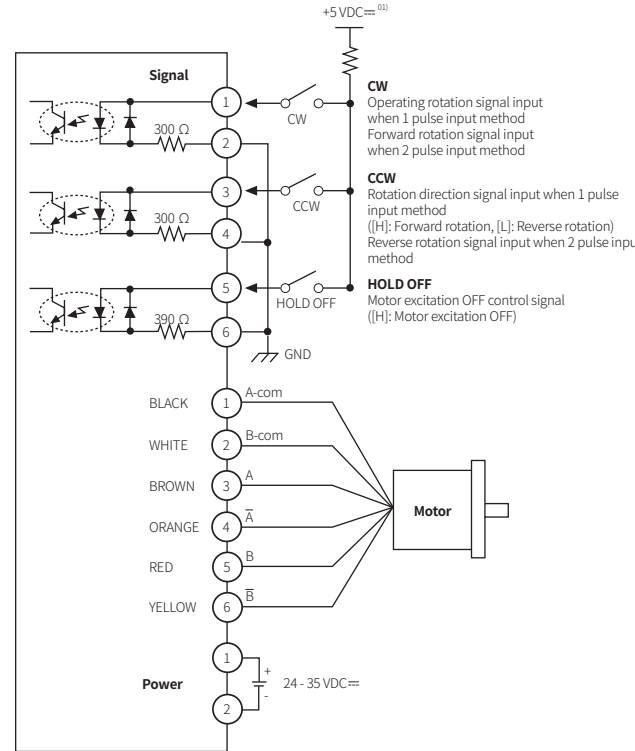 +5 VDC⎓ 01)
Signal
1
2
3
4
5
6
300 Ω
300 Ω
390 Ω
CW
CCW
HOLD OFF
GND
CW
Operating rotation signal input
when 1 pulse input method
Forward rotation signal input
when 2 pulse input method
CCW
Rotation direction signal input when 1 pulse
input method
([H]: Forward rotation, [L]: Reverse rotation)
Reverse rotation signal input when 2 pulse inpu
method
HOLD OFF
Motor excitation OFF control signal
([H]: Motor excitation OFF)
BLACK 1 A-com
WHITE 2 B-com
BROWN 3 A
ORANGE 4 A̅
RED 5 B
YELLOW 6 B̅
Motor
Power
1
2
+
-
24 - 35 VDC⎓